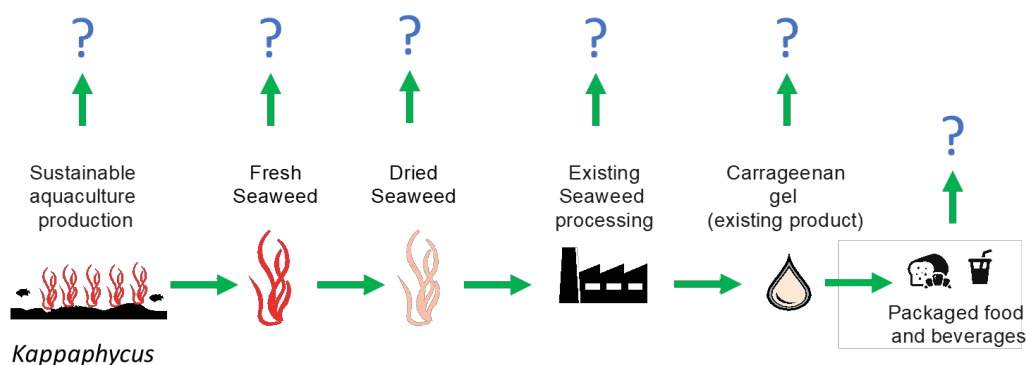 ?
?
?
?
?
?
Sustainable
aquaculture
production
Fresh
Seaweed
Dried
Seaweed
Existing
Seaweed
processing
Carrageenan
gel
(existing product)
Packaged food
and beverages
Kappaphycus